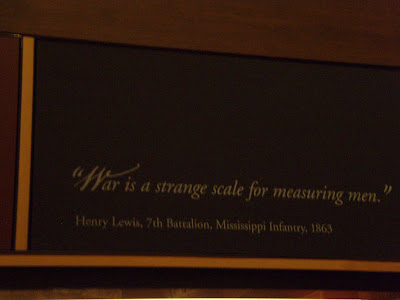 “War is a strange scale for measuring men.”
Henry Lewis, 7th Battalion, Mississippi Infantry, 1863